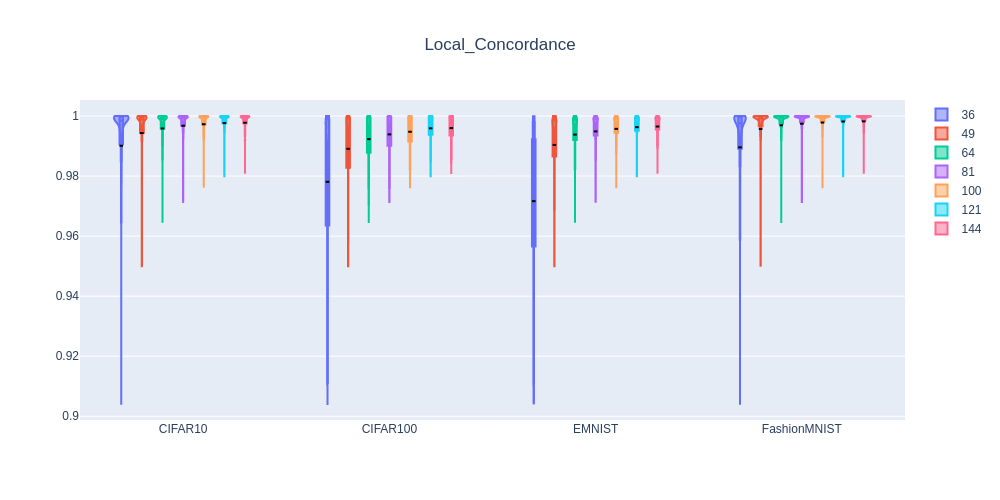 Local_Concordance
1
0.98
0.96
0.94
0.92
0.9
CIFAR10
CIFAR100
EMNIST
FashionMNIST
36
49
64
81
100
121
144